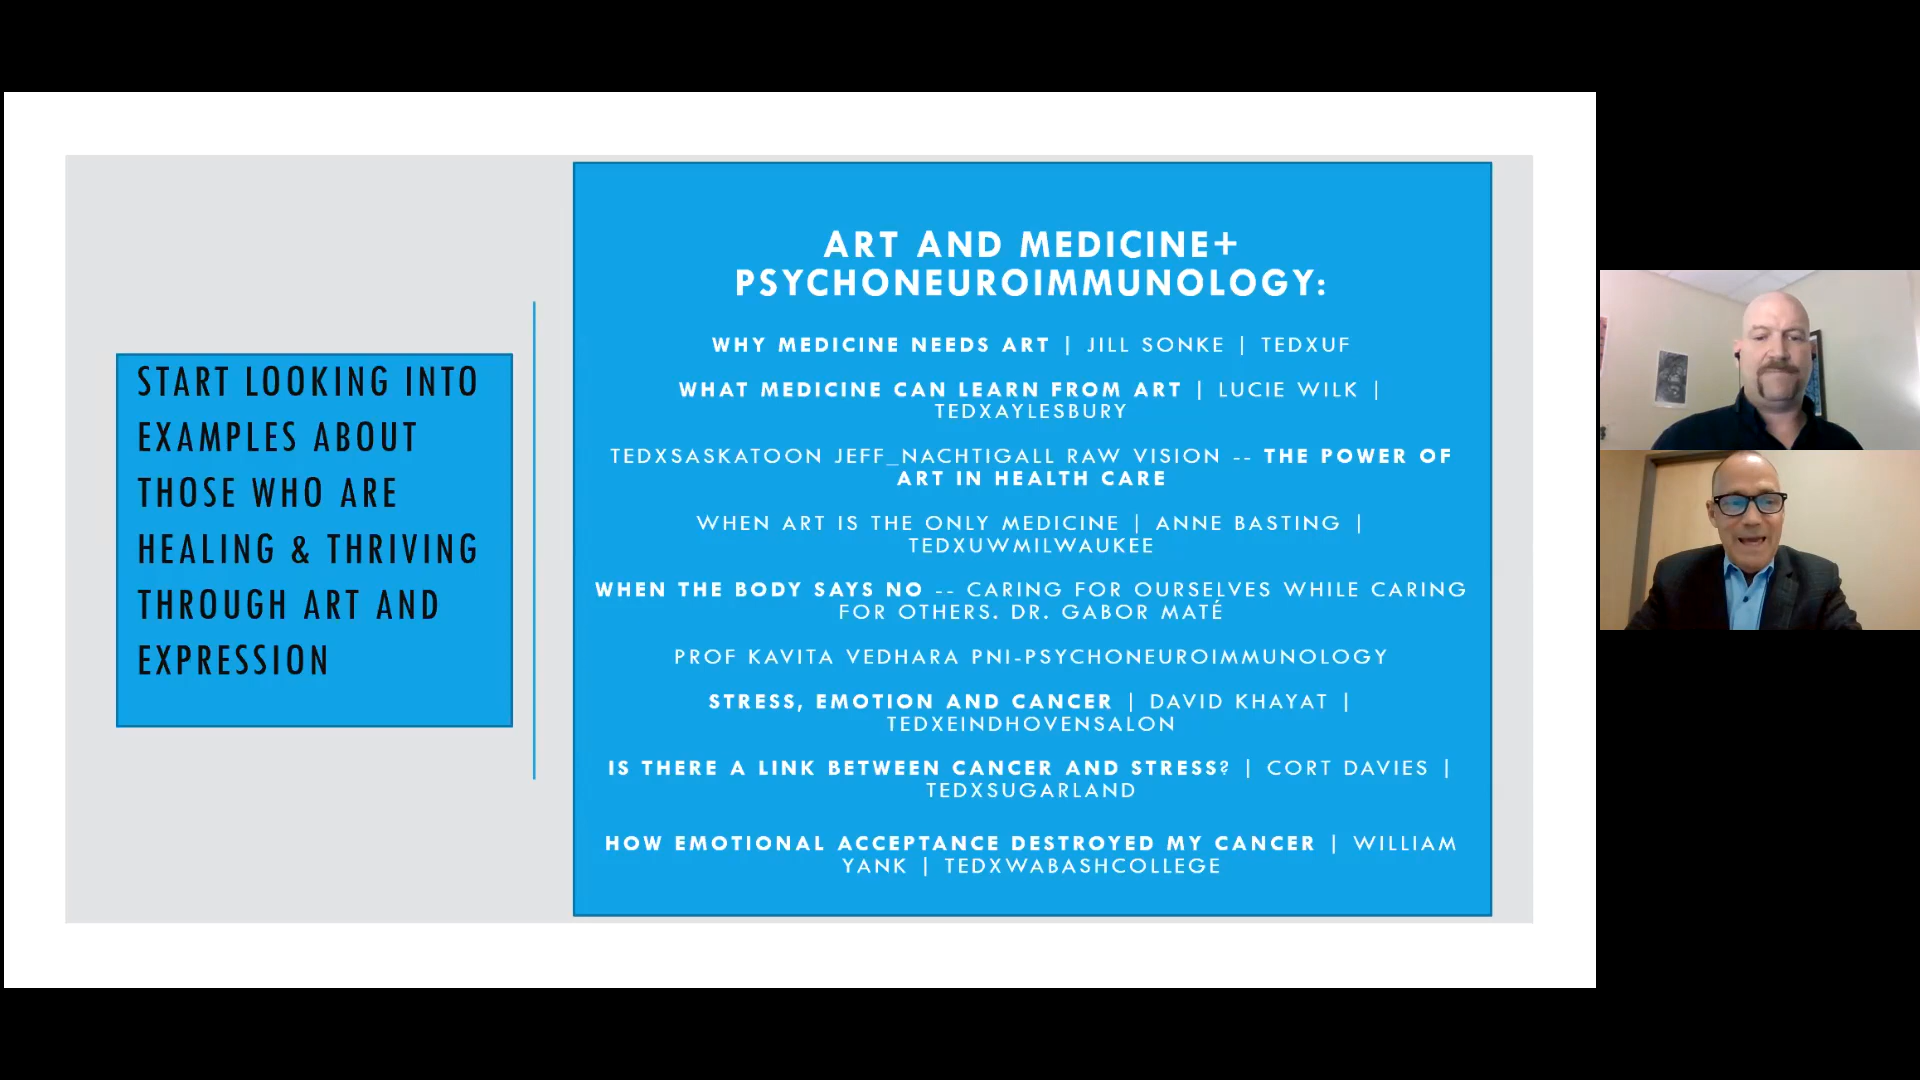 START LOOKING INTO
EXAMPLES ABOUT
THOSE WHO ARE
HEALING & THRIVING
THROUGH ART AND
EXPRESSION
ART AND MEDICINE+
PSYCHONEUROIMMUNOLOGY:
WHY MEDICINE NEEDS ART | JILL SONKE | TEDXUF
WHAT MEDICINE CAN LEARN FROM ART | LUCIE WILK |
TEDXAYLESBURY
TEDXSASKATOON JEFF_NACHTIGALL RAW VISION -- THE POWER OF
ART IN HEALTH CARE
WHEN ART IS THE ONLY MEDICINE | ANNE BASTING |
TEDXUWMILWAUKEE
WHEN THE BODY SAYS NO -- CARING FOR OURSELVES WHILE CARING
FOR OTHERS. DR. GABOR MATÉ
PROF KAVITA VEDHARA PNI-PSYCHONEUROIMMUNOLOGY
STRESS, EMOTION AND CANCER | DAVID KHAYAT |
TEDXEINDHOVENSALON
IS THERE A LINK BETWEEN CANCER AND STRESS? | CORT DAVIES |
TEDXSUGARLAND
HOW EMOTIONAL ACCEPTANCE DESTROYED MY CANCER | WILLIAM
YANK | TEDXWABASHCOLLEGE